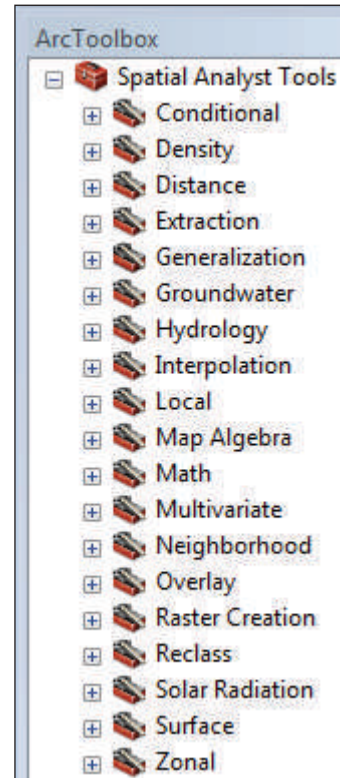 ArcToolbox
Spatial Analyst Tools
Conditional
Density
Distance
Extraction
Generalization
Groundwater
Hydrology
Interpolation
Local
Map Algebra
Math
Multivariate
Neighborhood
Overlay
Raster Creation
Reclass
Solar Radiation
Surface
Zonal